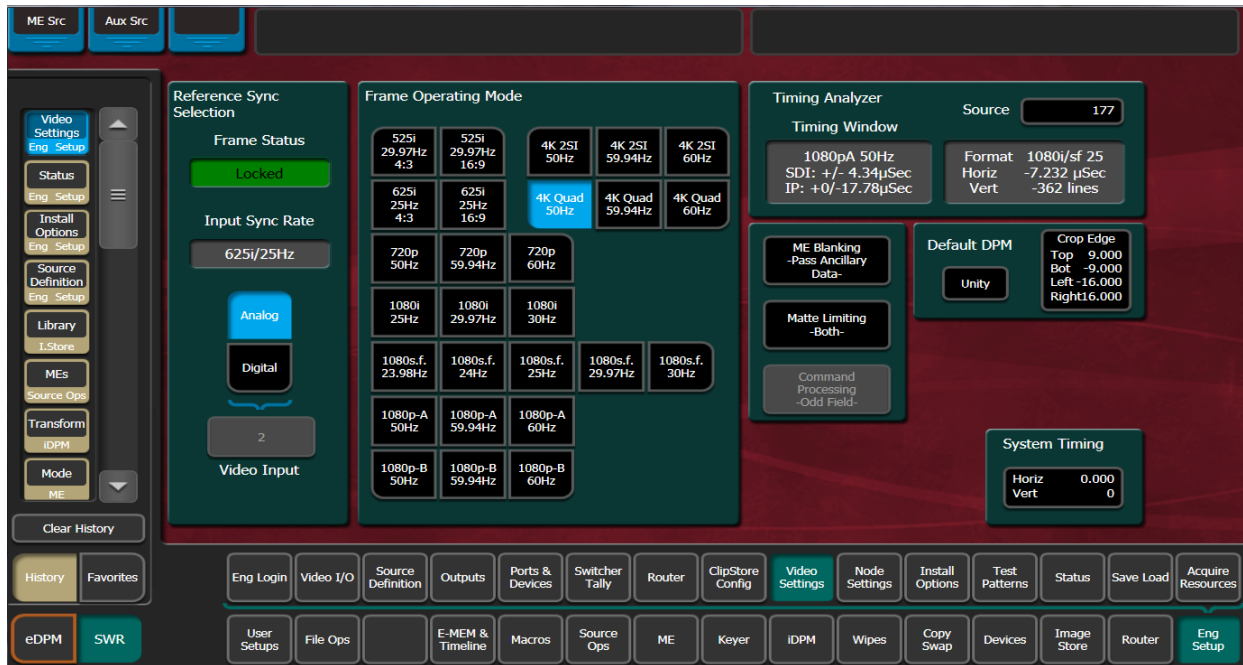 ME Src
Aux Src
Video
Settings
Eng Setup
Status
Eng Setup
Install
Options
Eng Setup
Source
Definition
Eng Setup
Library
I.Store
MEs
Source Ops
Transform
iDPM
Mode
ME
Clear History
History
Favorites
eDPM
SWR
Reference Sync
Selection
Frame Status
Locked
Input Sync Rate
625i/25Hz
Analog
Digital
2
Video Input
Frame Operating Mode
525i
29.97Hz
4:3
525i
29.97Hz
16:9
4K 2SI
50Hz
4K 2SI
59.94Hz
4K 2SI
60Hz
625i
25Hz
4:3
625i
25Hz
16:9
4K Quad
50Hz
4K Quad
59.94Hz
4K Quad
60Hz
720p
50Hz
720p
59.94Hz
720p
60Hz
1080i
25Hz
1080i
29.97Hz
1080i
30Hz
1080s.f.
23.98Hz
1080s.f.
24Hz
1080s.f.
25Hz
1080s.f.
29.97Hz
1080s.f.
30Hz
1080p-A
50Hz
1080p-A
59.94Hz
1080p-A
60Hz
1080p-B
50Hz
1080p-B
59.94Hz
1080p-B
60Hz
Timing Analyzer
Timing Window
1080pA 50Hz
SDI: +/- 4.34µSec
IP: +0/-17.78µSec
Source 177
Format 1080i/sf 25
Horiz -7.232 µSec
Vert -362 lines
ME Blanking
-Pass Ancillary
Data-
Matte Limiting
-Both-
Command
Processing
-Odd Field-
Default DPM
Unity
Crop Edge
Top 9.000
Bot -9.000
Left -16.000
Right16.000
System Timing
Horiz 0.000
Vert 0
Eng Login
Video I/O
Source
Definition
Outputs
Ports &
Devices
Switcher
Tally
Router
ClipStore
Config
Video
Settings
Node
Settings
Install
Options
Test
Patterns
Status
Save Load
Acquire
Resources
User
Setups
File Ops
E-MEM &
Timeline
Macros
Source
Ops
ME
Keyer
iDPM
Wipes
Copy
Swap
Devices
Image
Store
Router
Eng
Setup